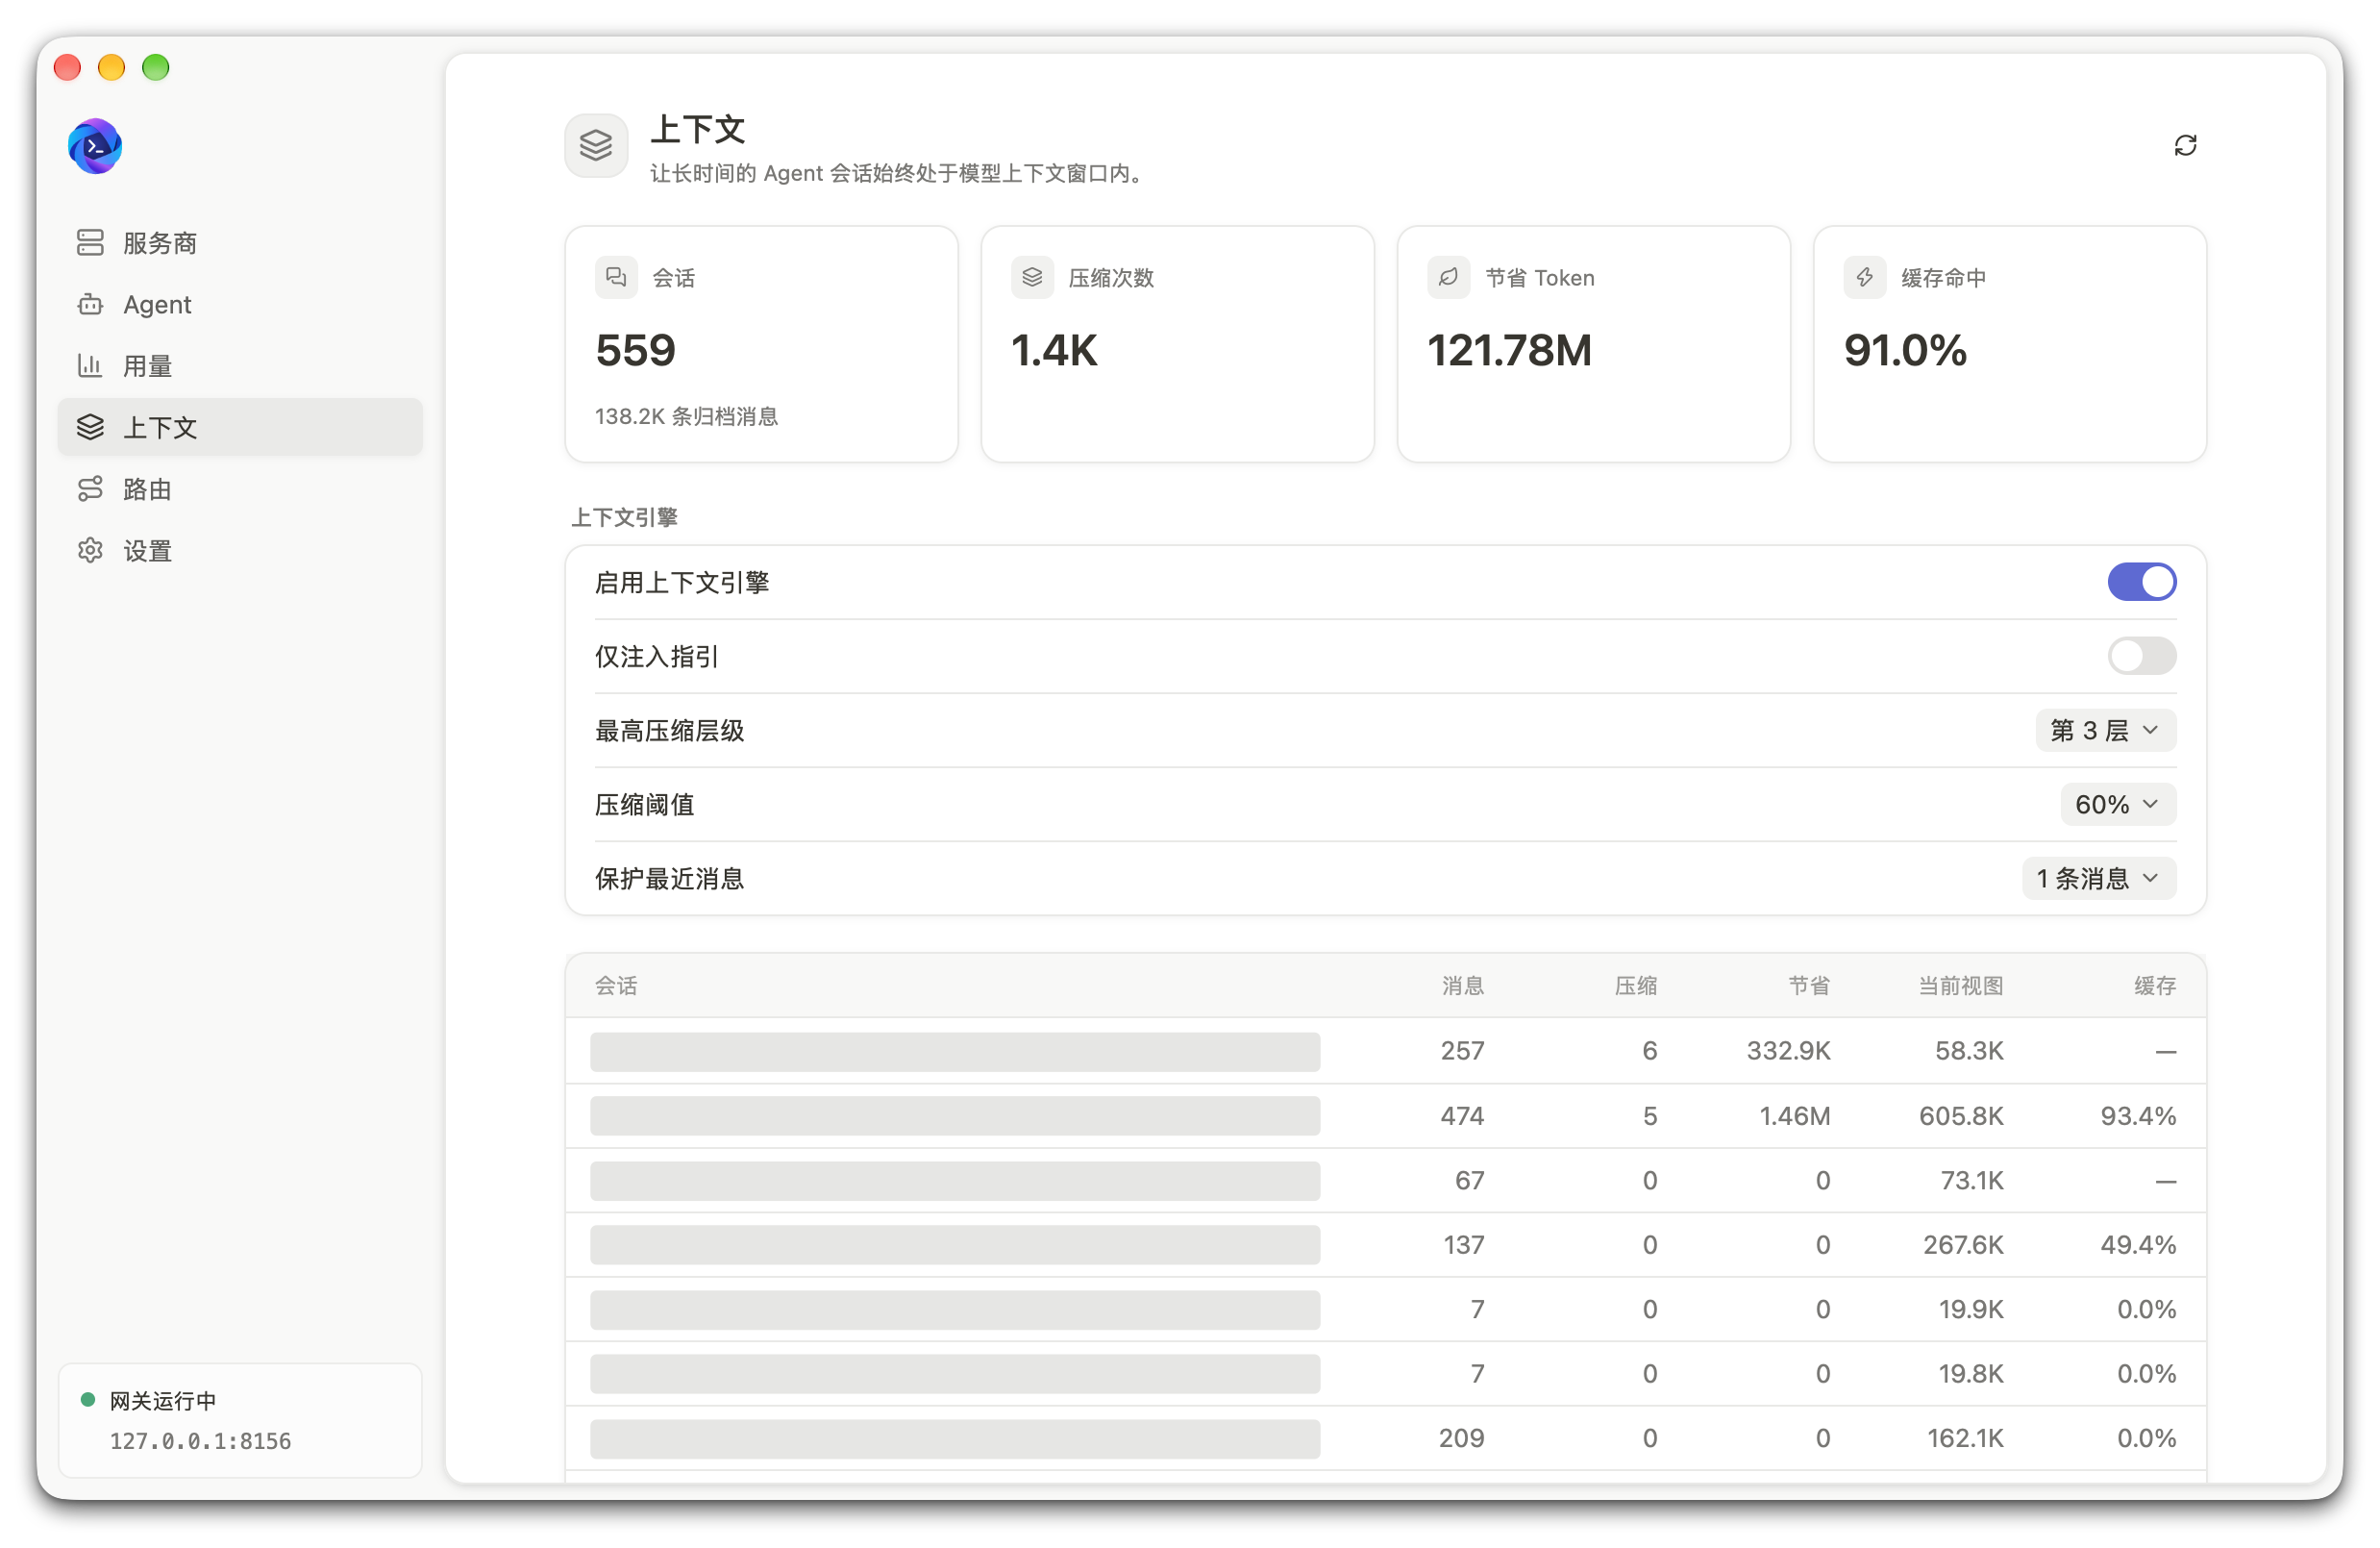 上下文
让长时间的 Agent 会话始终处于模型上下文窗口内。
服务商
Agent
用量
上下文
路由
设置
会话
559
138.2K 条归档消息
压缩次数
1.4K
节省 Token
121.78M
缓存命中
91.0%
上下文引擎
启用上下文引擎
仅注入指引
最高压缩层级 第 3 层
压缩阈值 60%
保护最近消息 1 条消息
会话 消息 压缩 节省 当前视图 缓存
257 6 332.9K 58.3K —
474 5 1.46M 605.8K 93.4%
67 0 0 73.1K —
137 0 0 267.6K 49.4%
7 0 0 19.9K 0.0%
7 0 0 19.8K 0.0%
209 0 0 162.1K 0.0%
网关运行中
127.0.0.1:8156